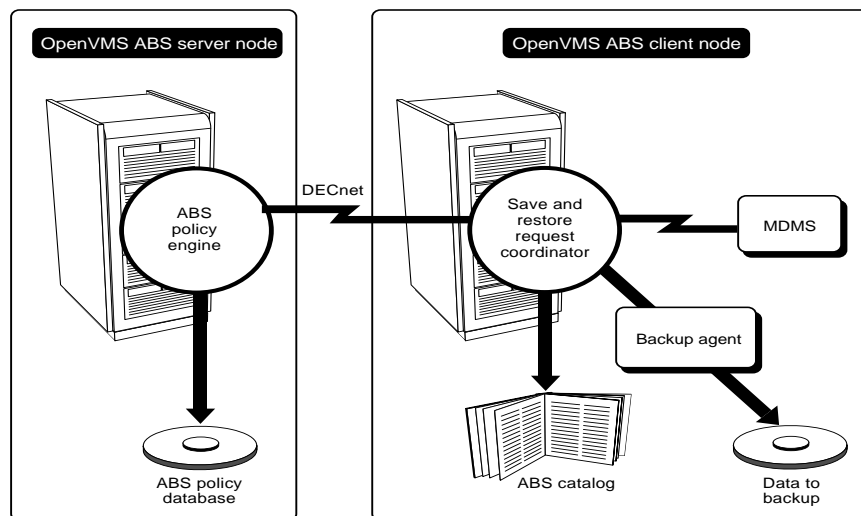 OpenVMS ABS server node
OpenVMS ABS client node
DECnet
ABS
policy
engine
Save and
restore
request
coordinator
MDMS
Backup agent
ABS policy
database
ABS catalog
Data to
backup